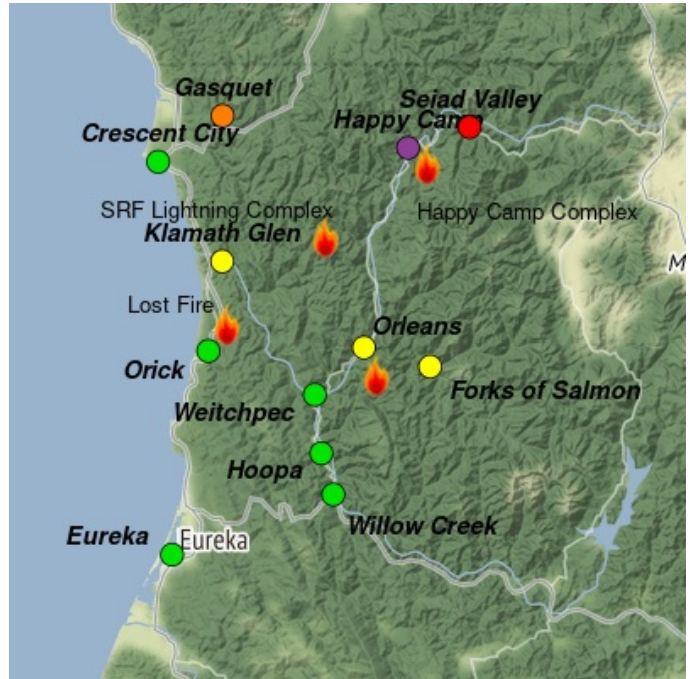 Gasquet
Seiad Valley
Happy Camp
Crescent City
SRF Lightning Complex
Happy Camp Complex
Klamath Glen
M
Lost Fire
Orleans
Orick
Forks of Salmon
Weitchpec
Hoopa
Willow Creek
Eureka
Eureka